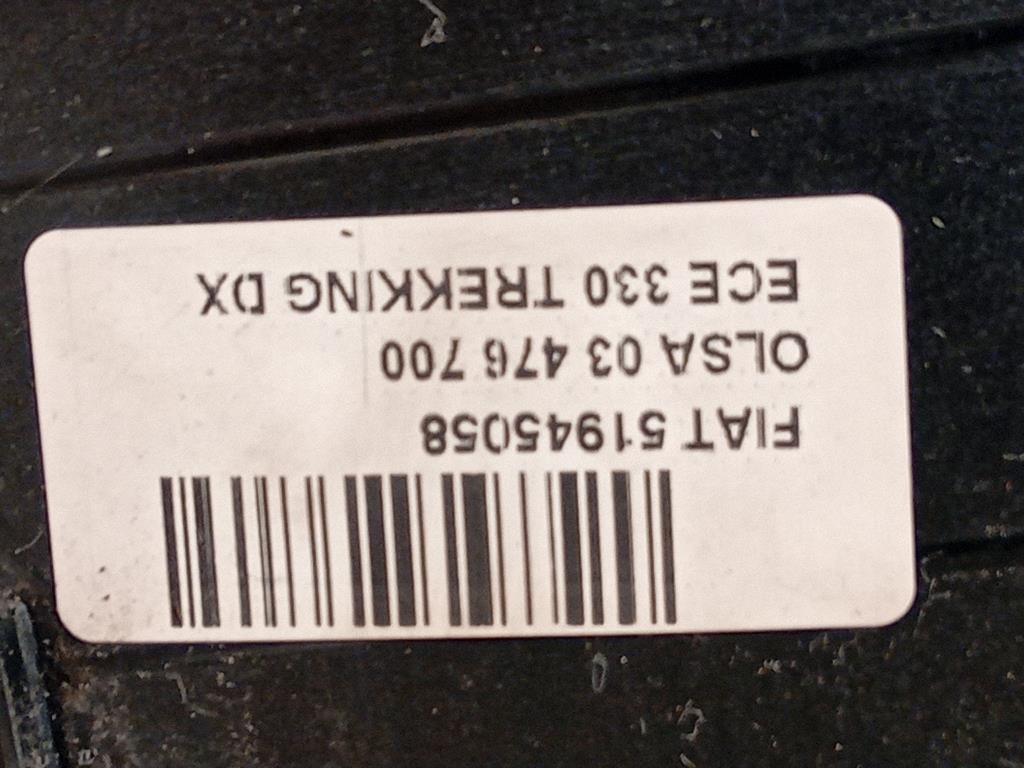 FIAT 51945058
OLSA 03 476 700
ECE 330 TREKKING DX